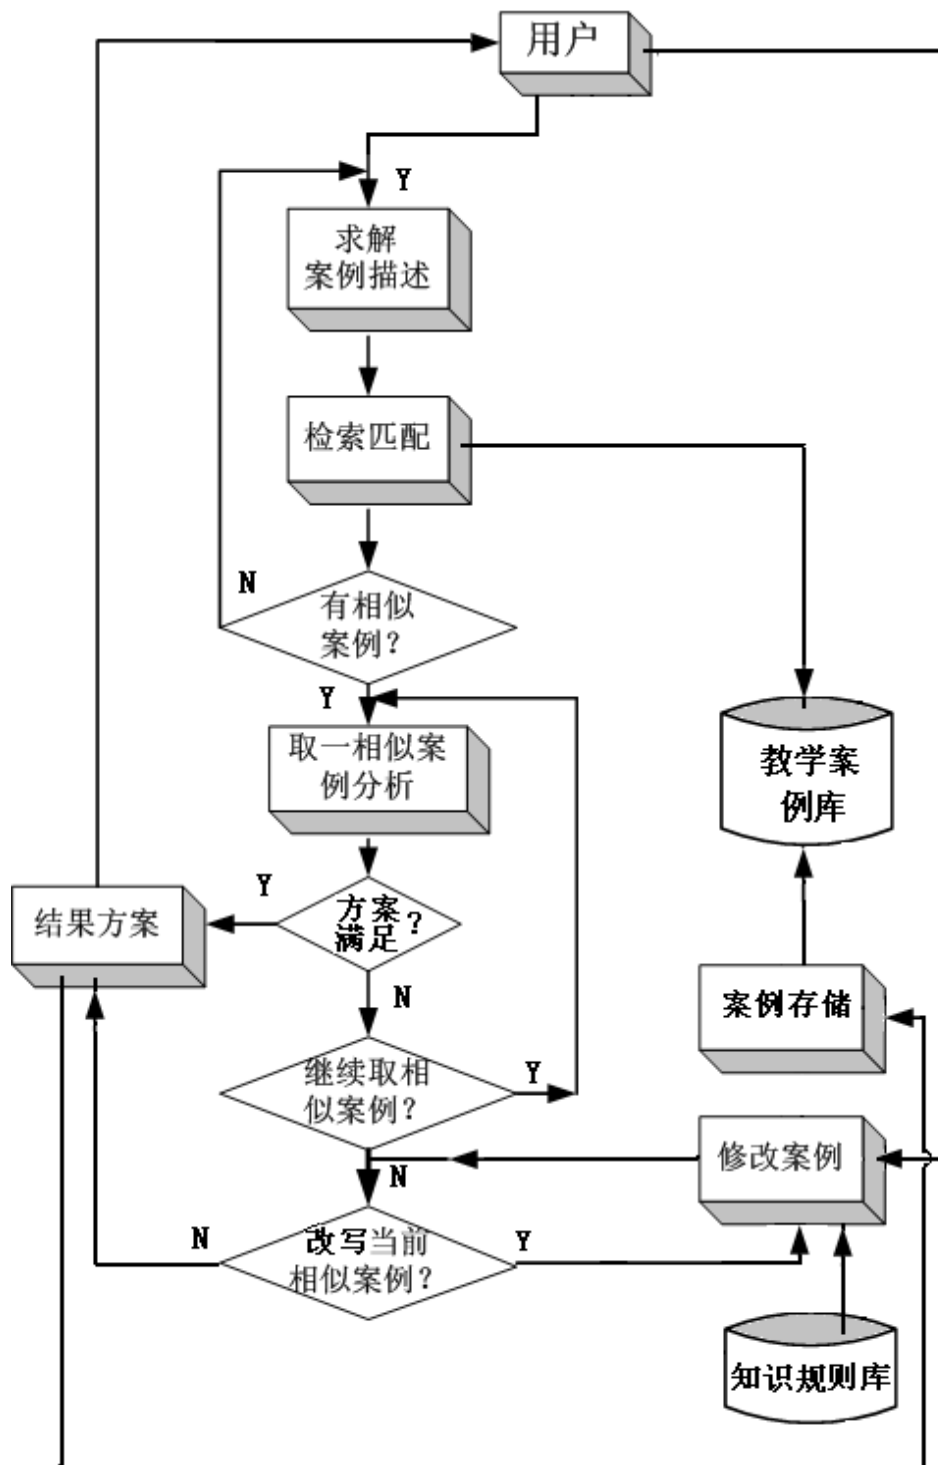 用户
Y
求解
案例描述
检索匹配
N
有相似
案例？
Y
取一相似案
例分析
教学案
例库
Y
方案
满足？
结果方案
N
案例存储
继续取相
似案例？
Y
修改案例
N
N
改写当前
相似案例？
Y
知识规则库